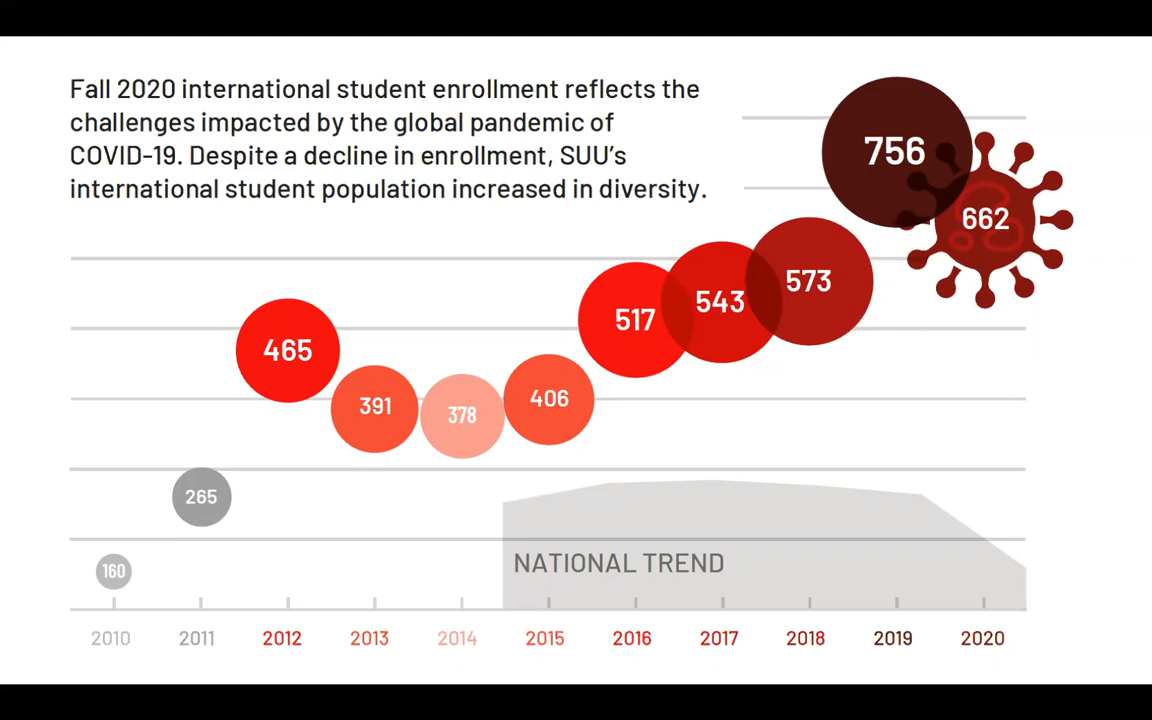 Fall 2020 international student enrollment reflects the
challenges impacted by the global pandemic of
COVID-19. Despite a decline in enrollment, SUU's
international student population increased in diversity.
756
662
573
543
517
465
406
391
378
265
160
NATIONAL TREND
2010 2011 2012 2013 2014 2015 2016 2017 2018 2019 2020